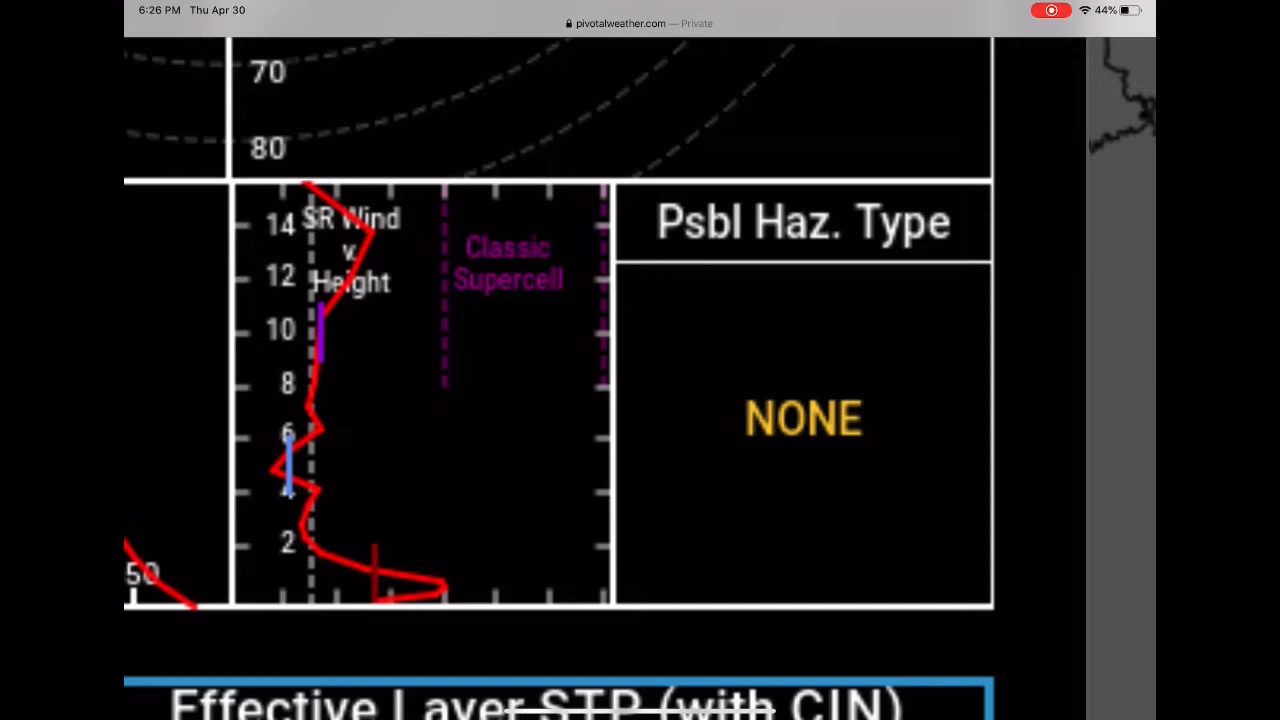 6:26 PM Thu Apr 30
44%
pivotalweather.com — Private
70
80
14
SR Wind
v.
Height
12
10
8
6
4
2
Classic
Supercell
Psbl Haz. Type
NONE
50
Effective Layer STP (with CIN)